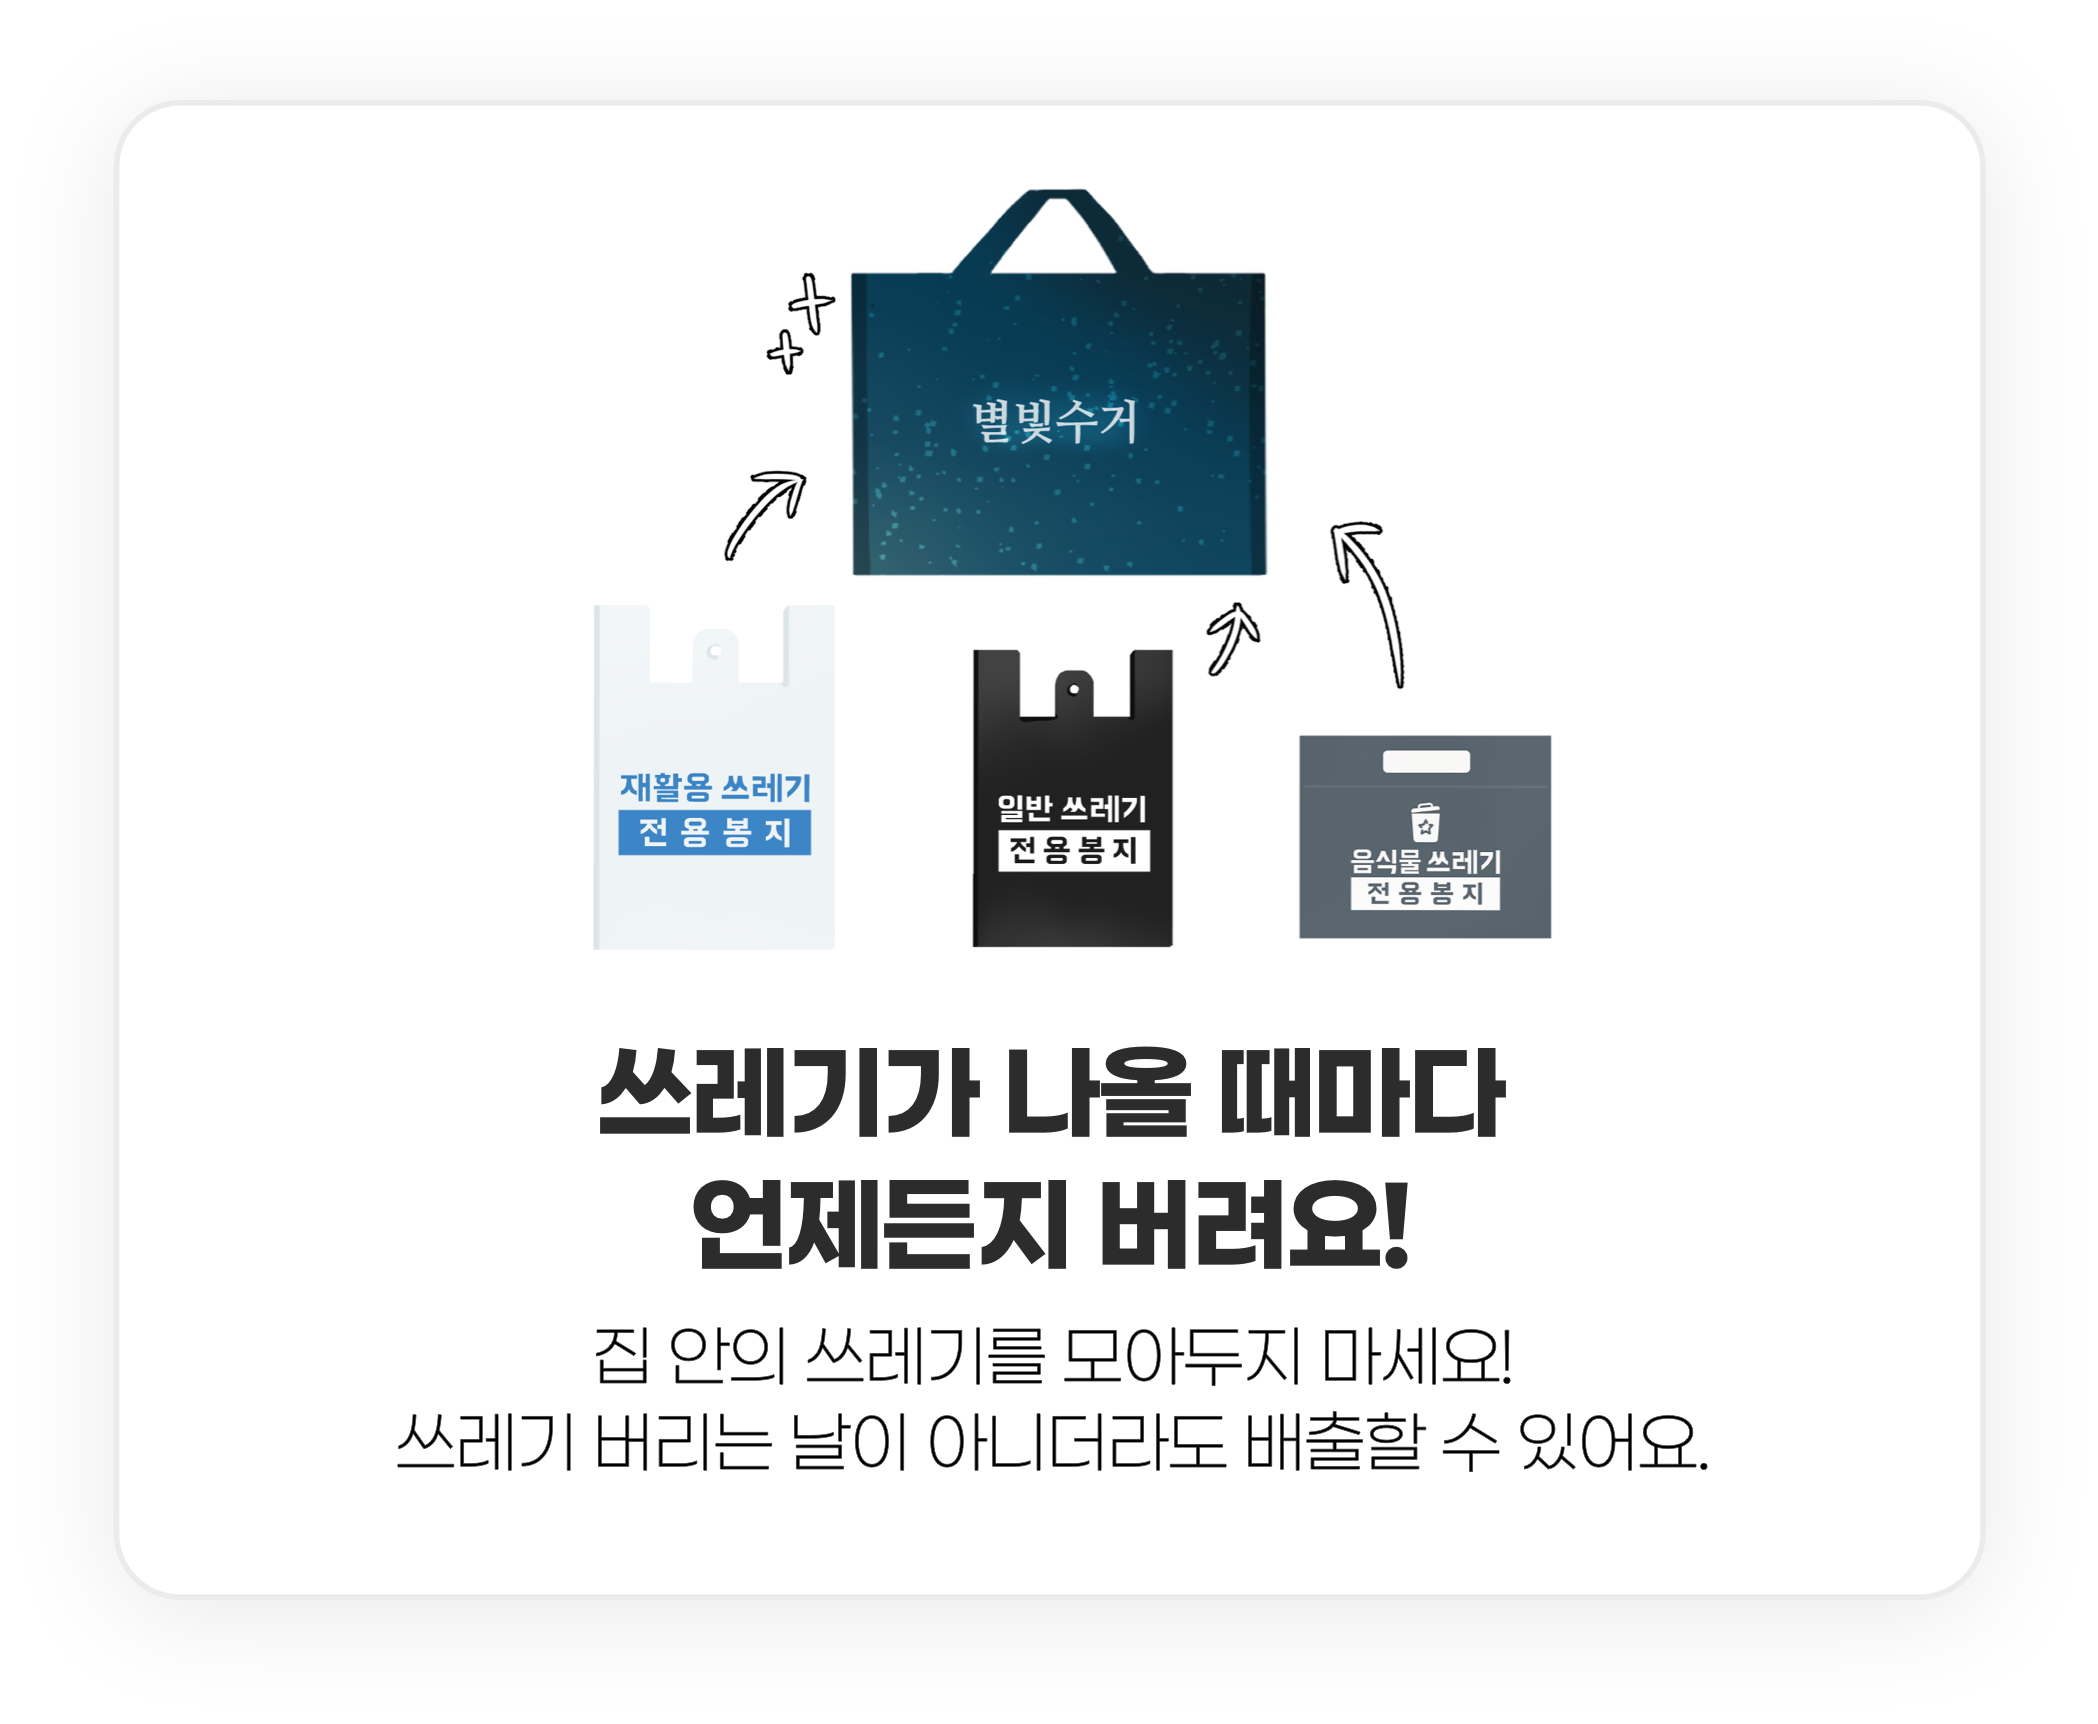 별빛수거
재활용 쓰레기
전용봉지
일반 쓰레기
전용봉지
음식물 쓰레기
전용봉지
쓰레기가 나올 때마다
언제든지 버려요!
집 안의 쓰레기를 모아두지 마세요!
쓰레기 버리는 날이 아니더라도 배출할 수 있어요.